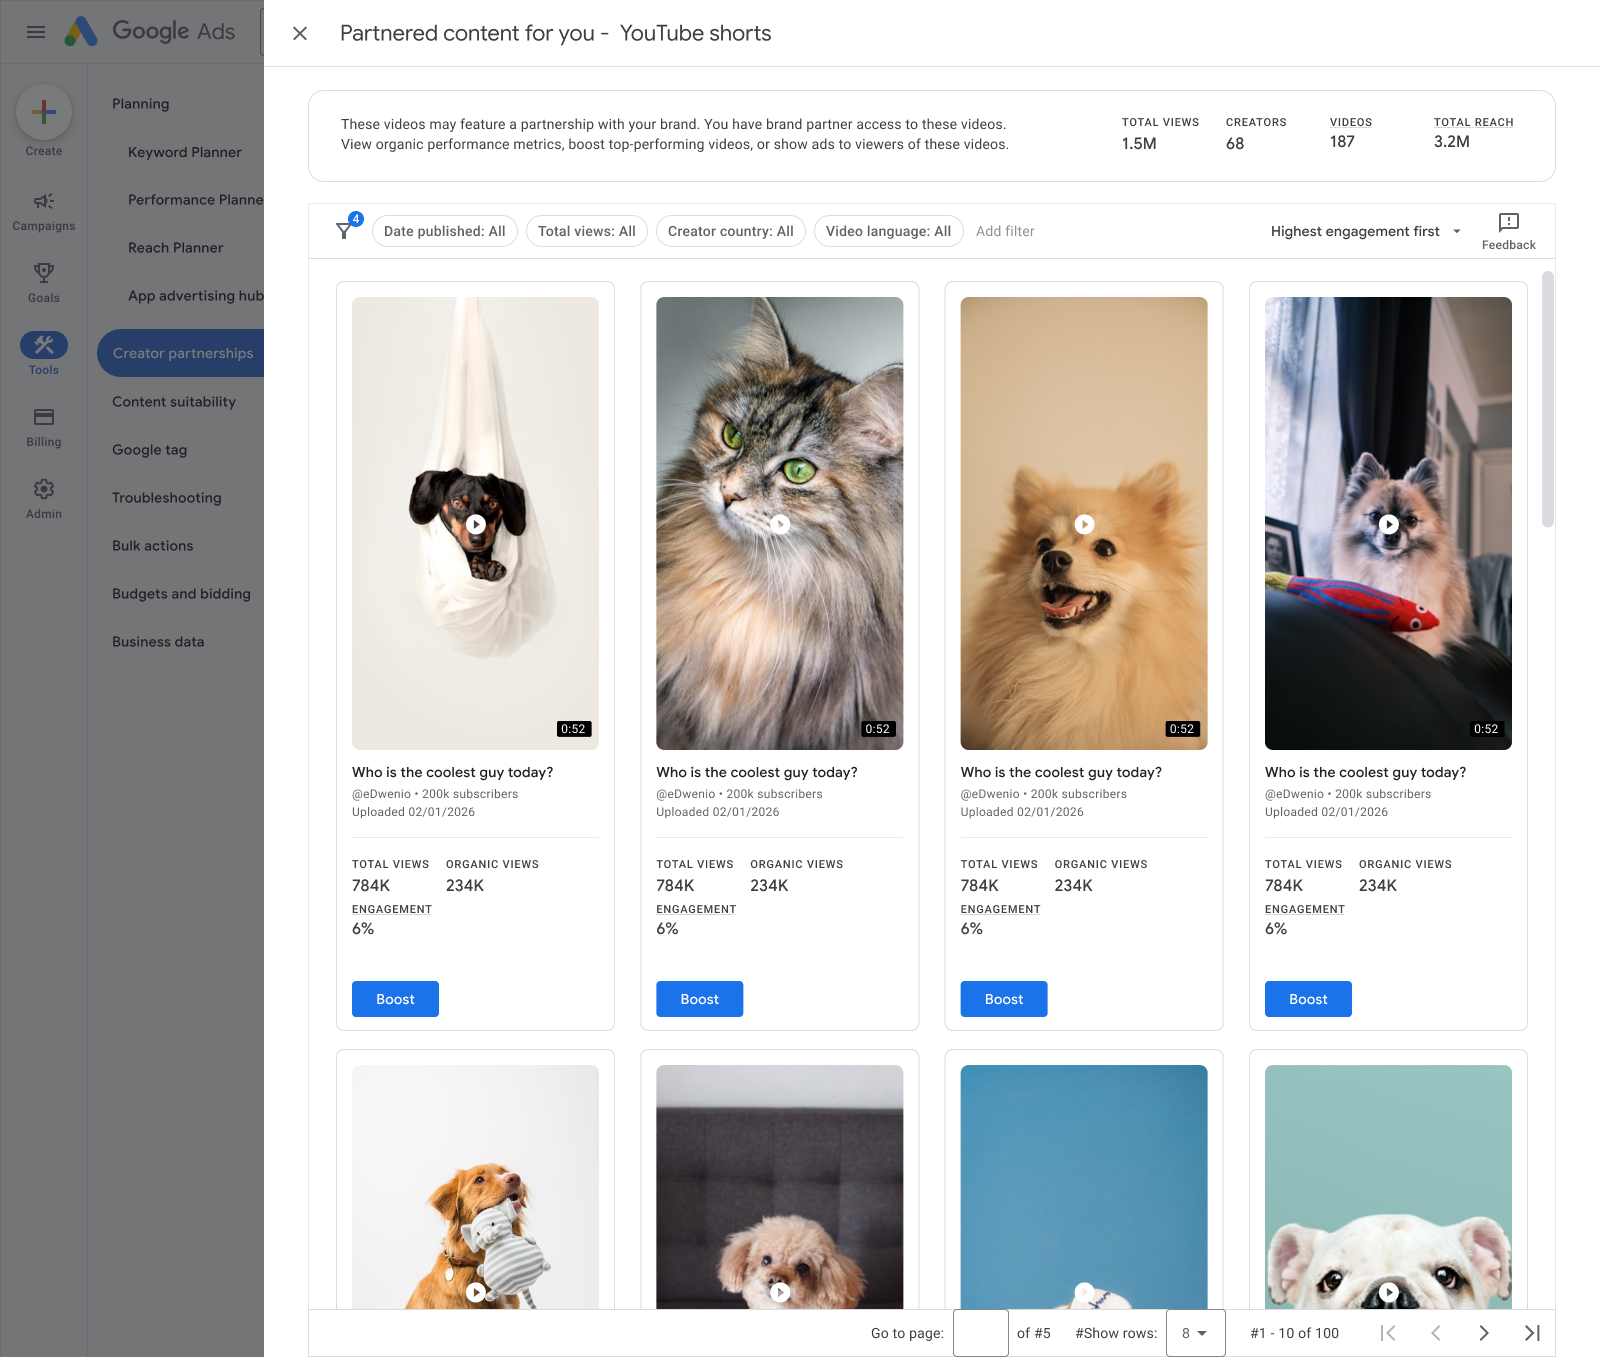 Google Ads
Create
Campaigns
Goals
Tools
Billing
Admin
Planning
Keyword Planner
Performance Planne
Reach Planner
App advertising hub
Creator partnerships
Content suitability
Google tag
Troubleshooting
Bulk actions
Budgets and bidding
Business data
Partnered content for you - YouTube shorts
These videos may feature a partnership with your brand. You have brand partner access to these videos.
View organic performance metrics, boost top-performing videos, or show ads to viewers of these videos.
TOTAL VIEWS
1.5M
CREATORS
68
VIDEOS
187
TOTAL REACH
3.2M
4
Date published: All
Total views: All
Creator country: All
Video language: All
Add filter
Highest engagement first
Feedback
0:52
Who is the coolest guy today?
@eDwenio • 200k subscribers
Uploaded 02/01/2026
TOTAL VIEWS
784K
ORGANIC VIEWS
234K
ENGAGEMENT
6%
Boost
0:52
Who is the coolest guy today?
@eDwenio • 200k subscribers
Uploaded 02/01/2026
TOTAL VIEWS
784K
ORGANIC VIEWS
234K
ENGAGEMENT
6%
Boost
0:52
Who is the coolest guy today?
@eDwenio • 200k subscribers
Uploaded 02/01/2026
TOTAL VIEWS
784K
ORGANIC VIEWS
234K
ENGAGEMENT
6%
Boost
0:52
Who is the coolest guy today?
@eDwenio • 200k subscribers
Uploaded 02/01/2026
TOTAL VIEWS
784K
ORGANIC VIEWS
234K
ENGAGEMENT
6%
Boost
Go to page:
of #5
#Show rows:
8
#1 - 10 of 100